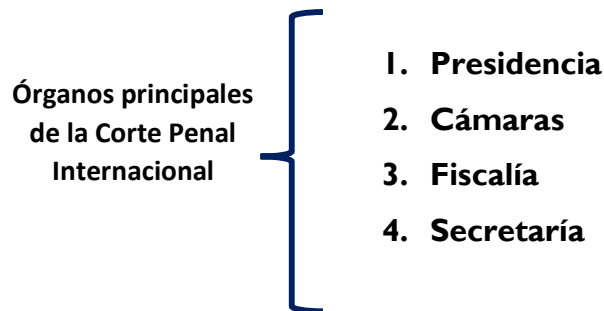 Órganos principales
de la Corte Penal
Internacional
1. Presidencia
2. Cámaras
3. Fiscalía
4. Secretaría